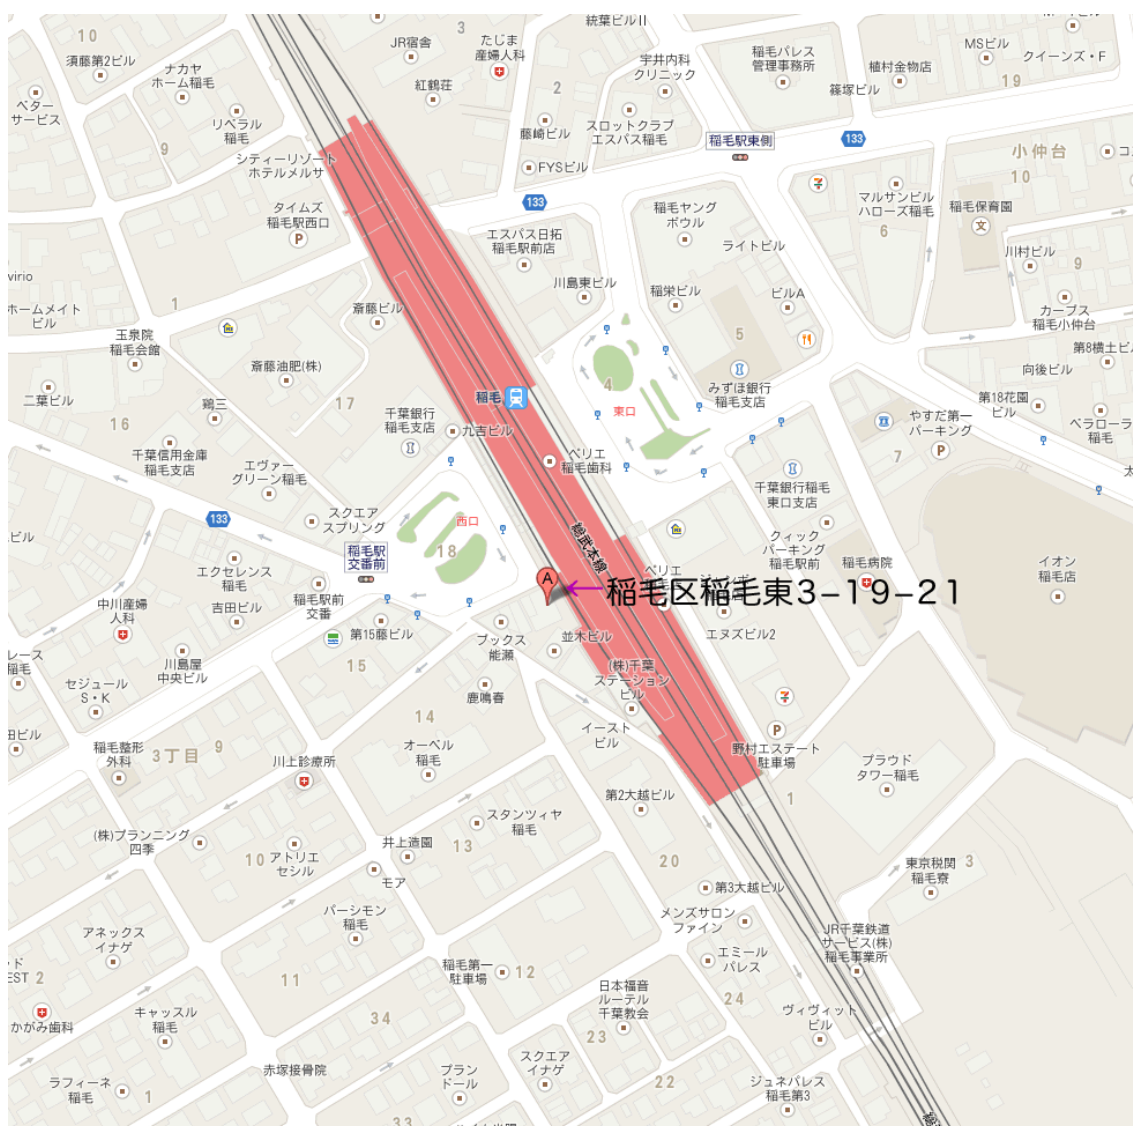 10
須藤第2ビル
ベター
サービス
ナカヤ
ホーム稲毛
リベラル
稲毛
9
シティーリゾート
ホテルメルサ
タイムズ
稲毛駅西口
P
JR宿舎
3
紅鶴荘
たじま
産婦人科
統葉ビルII
2
宇井内科
クリニック
藤崎ビル
スロットクラブ
エスパス稲毛
FYSビル
133
稲毛パレス
管理事務所
篠塚ビル
植村金物店
MSビル
クイーンズ・F
19
稲毛駅東側
133
小仲台
10
マルサンビル
ハローズ稲毛
6
稲毛保育園
文
川村ビル
9
カーブス
稲毛小仲台
エスパス日拓
稲毛駅前店
稲毛ヤング
ボウル
ライトビル
川島東ビル
稲栄ビル
ビルA
5
みずほ銀行
稲毛支店
4
東口
virio
ホームメイト
ビル
1
玉泉院
稲毛会館
斎藤ビル
斎藤油肥(株)
二葉ビル
鶏三
16
17
千葉銀行
稲毛支店
九吉ビル
稲毛
千葉信用金庫
稲毛支店
エヴァー
グリーン稲毛
スクエア
スプリング
133
稲毛駅
交番前
西口
18
ペリエ
稲毛歯科
総武本線
千葉銀行稲毛
東口支店
クィック
パーキング
稲毛駅前
稲毛病院
やすだ第一
パーキング
P
7
第18花園
ビル
向後ビル
第8横土ビル
ベラローラ
稲毛
イオン
稲毛店
ビル
エクセレンス
稲毛
吉田ビル
稲毛駅前
交番
中川産婦
人科
川島屋
中央ビル
第15藤ビル
15
A
稲毛区稲毛東3-19-21
ペリエ
エヌズビル2
ブックス
能瀬
並木ビル
(株)千葉
ステーション
ビル
鹿鳴春
イースト
ビル
レース
稲毛
セジュール
S・K
田ビル
稲毛整形
外科
3丁目
9
川上診療所
14
オーベル
稲毛
P
野村エステート
駐車場
プラウド
タワー稲毛
1
第2大越ビル
スタンツィヤ
稲毛
13
井上造園
モア
(株)プランニング
四季
10
アトリエ
セシル
20
第3大越ビル
メンズサロン
ファイン
東京税関
稲毛寮
3
JR千葉鉄道
サービス(株)
稲毛事業所
エミール
パレス
24
パーシモン
稲毛
アネックス
イナゲ
11
稲毛第一
駐車場
12
日本福音
ルーテル
千葉教会
23
ヴィヴィット
ビル
2
かがみ歯科
キャッスル
稲毛
34
赤塚接骨院
ブラン
ドール
スクエア
イナゲ
22
ジュネパレス
稲毛第3
ラフィーネ
稲毛
1
33